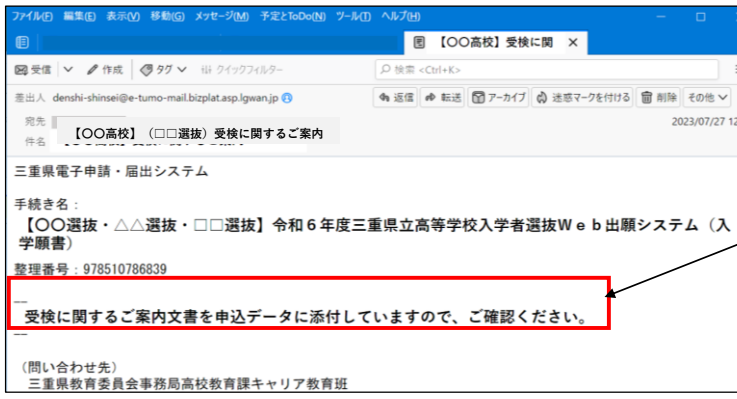 ファイル(F) 編集(E) 表示(V) 移動(G) メッセージ(M) 予定とToDo(N) ツール(T) ヘルプ(H)
【〇〇高校】受検に関
受信 作成 タグ クイックフィルター 検索 <Ctrl+K>
差出人 denshi-shinsei@e-tumo-mail.bizplat.asp.lgwan.jp 返信 転送 アーカイブ 迷惑マークを付ける 削除 その他
宛先 2023/07/27 12
【〇〇高校】（□□選抜）受検に関するご案内
件名
三重県電子申請・届出システム
手続き名：
【〇〇選抜・△△選抜・□□選抜】令和６年度三重県立高等学校入学者選抜Ｗｅｂ出願システム（入
学願書）
整理番号：978510786839
--
受検に関するご案内文書を申込データに添付していますので、ご確認ください。
--
（問い合わせ先）
三重県教育委員会事務局高校教育課キャリア教育班